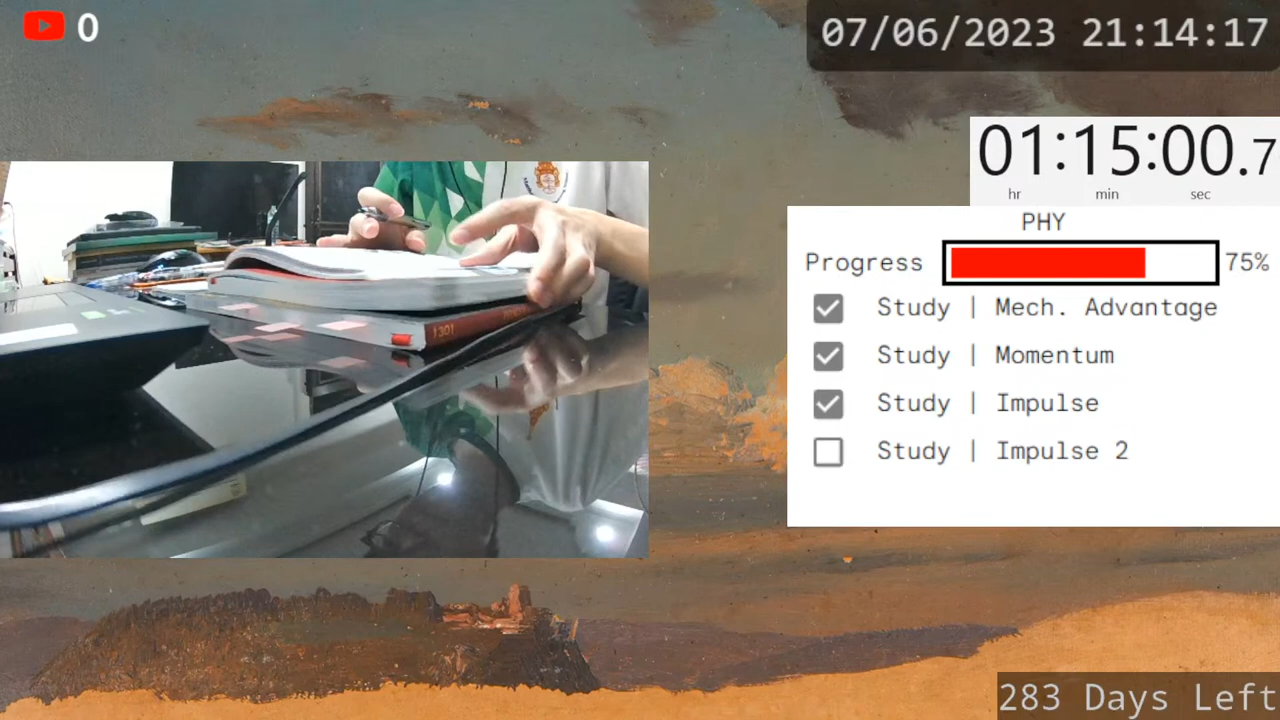 0
07/06/2023 21:14:17
01:15:00.7
hr min sec
PHY
Progress 75%
Study | Mech. Advantage
Study | Momentum
Study | Impulse
Study | Impulse 2
1301
283 Days Left